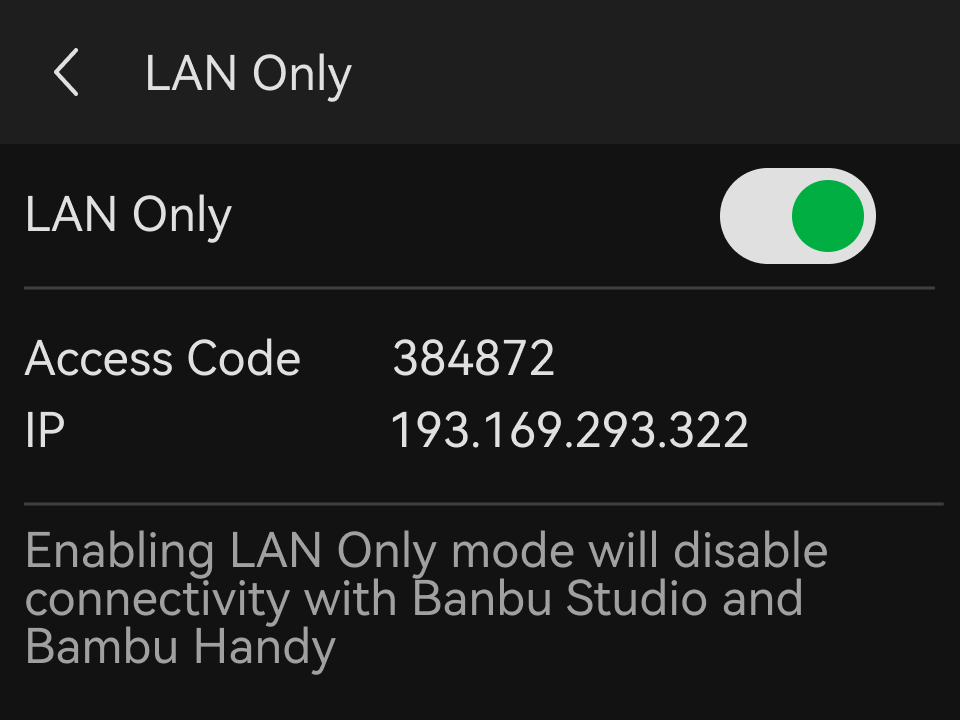 LAN Only
LAN Only
Access Code 384872
IP 193.169.293.322
Enabling LAN Only mode will disable
connectivity with Banbu Studio and
Bambu Handy